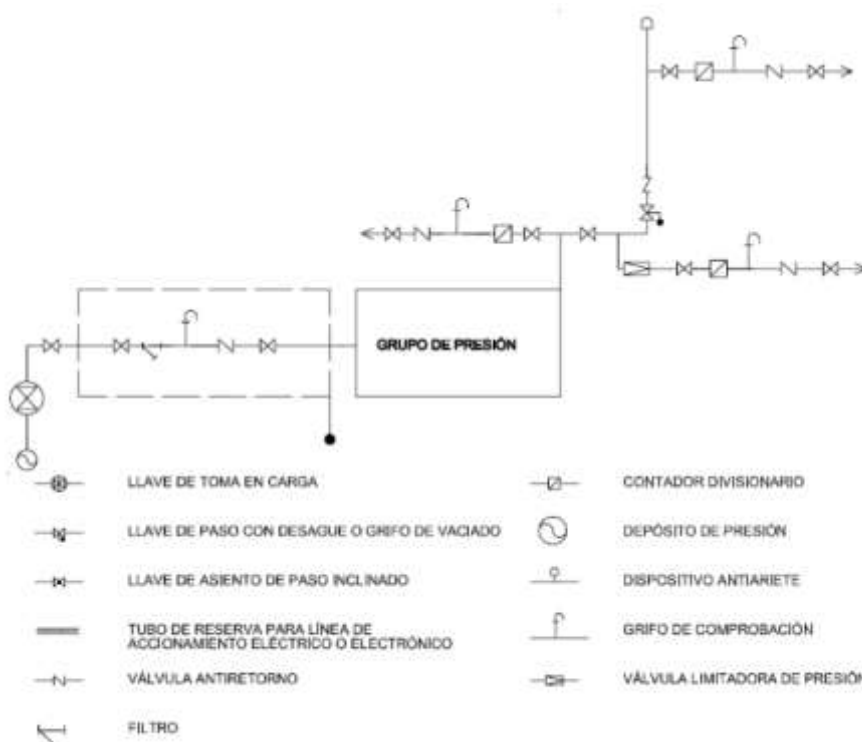 GRUPO DE PRESIÓN
LLAVE DE TOMA EN CARGA
CONTADOR DIVISIONARIO
LLAVE DE PASO CON DESAGUE O GRIFO DE VACIADO
DEPÓSITO DE PRESIÓN
LLAVE DE ASIENTO DE PASO INCLINADO
DISPOSITIVO ANTIARIETE
TUBO DE RESERVA PARA LÍNEA DE
ACCIONAMIENTO ELÉCTRICO O ELECTRÓNICO
GRIFO DE COMPROBACIÓN
VÁLVULA ANTIRETORNO
VÁLVULA LIMITADORA DE PRESIÓN
FILTRO